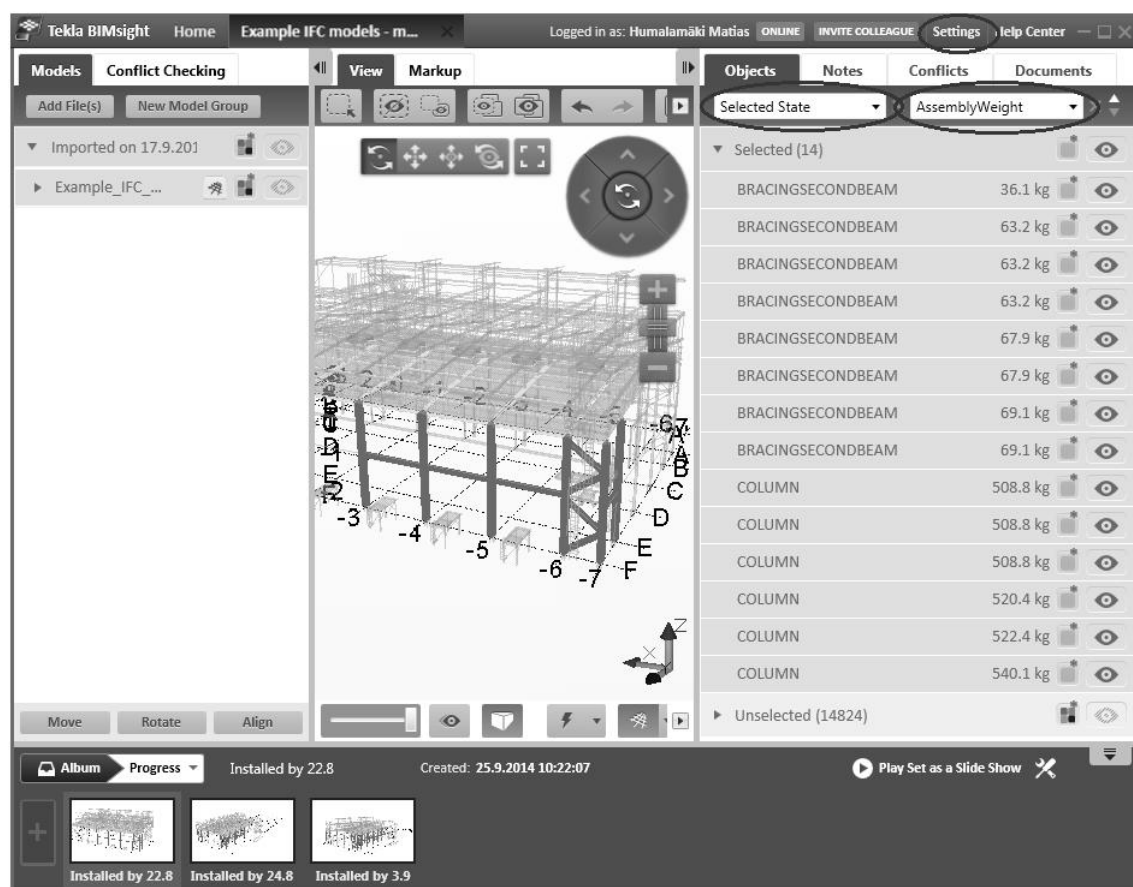 Tekla BIMsight Home Example IFC models - m... Logged in as: Humalamäki Matias ONLINE INVITE COLLEAGUE Settings Help Center
Models Conflict Checking
Add File(s) New Model Group
Imported on 17.9.201
Example_IFC_...
Move Rotate Align
View Markup
-3
-4
-5
-6
-7
F
E
D
C
B
A
Objects Notes Conflicts Documents
Selected State AssemblyWeight
Selected (14)
BRACINGSECONDBEAM 36.1 kg
BRACINGSECONDBEAM 63.2 kg
BRACINGSECONDBEAM 63.2 kg
BRACINGSECONDBEAM 63.2 kg
BRACINGSECONDBEAM 67.9 kg
BRACINGSECONDBEAM 67.9 kg
BRACINGSECONDBEAM 69.1 kg
BRACINGSECONDBEAM 69.1 kg
COLUMN 508.8 kg
COLUMN 508.8 kg
COLUMN 508.8 kg
COLUMN 520.4 kg
COLUMN 522.4 kg
COLUMN 540.1 kg
Unselected (14824)
Z
X
Album Progress Installed by 22.8 Created: 25.9.2014 10:22:07 Play Set as a Slide Show
Installed by 22.8 Installed by 24.8 Installed by 3.9